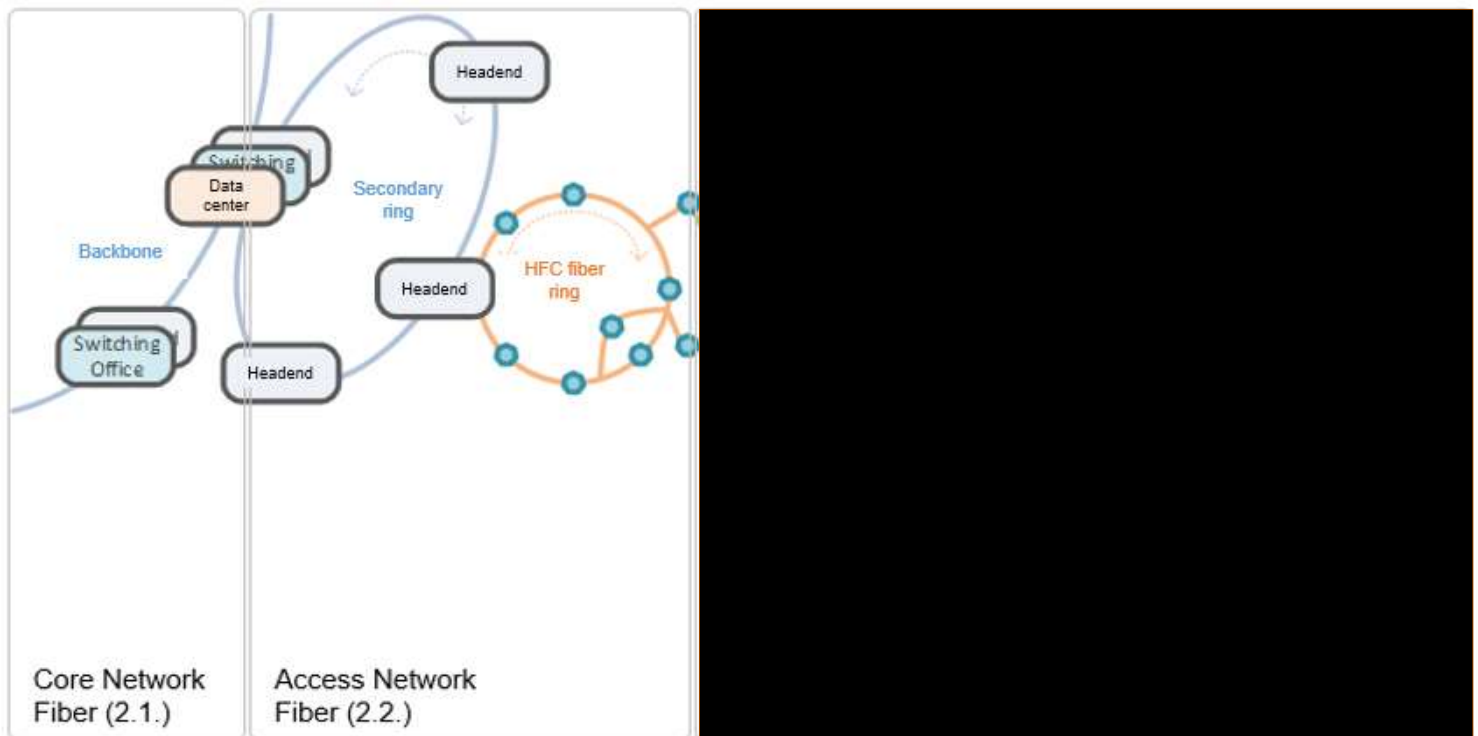 Headend
Switching
Data
center
Secondary
ring
Backbone
HFC fiber
ring
Headend
Switching
Office
Headend
Core Network
Fiber (2.1.)
Access Network
Fiber (2.2.)